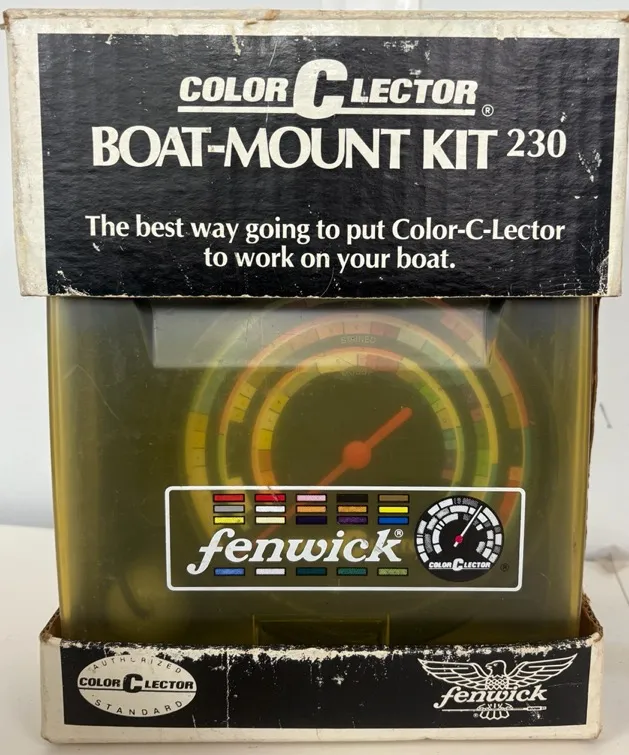 COLOR C LECTOR ®
BOAT-MOUNT KIT 230
The best way going to put Color-C-Lector
to work on your boat.
STAINED
fenwick®
COLOR C LECTOR ®
AUTHORIZED
COLOR C LECTOR
STANDARD
fenwick ®